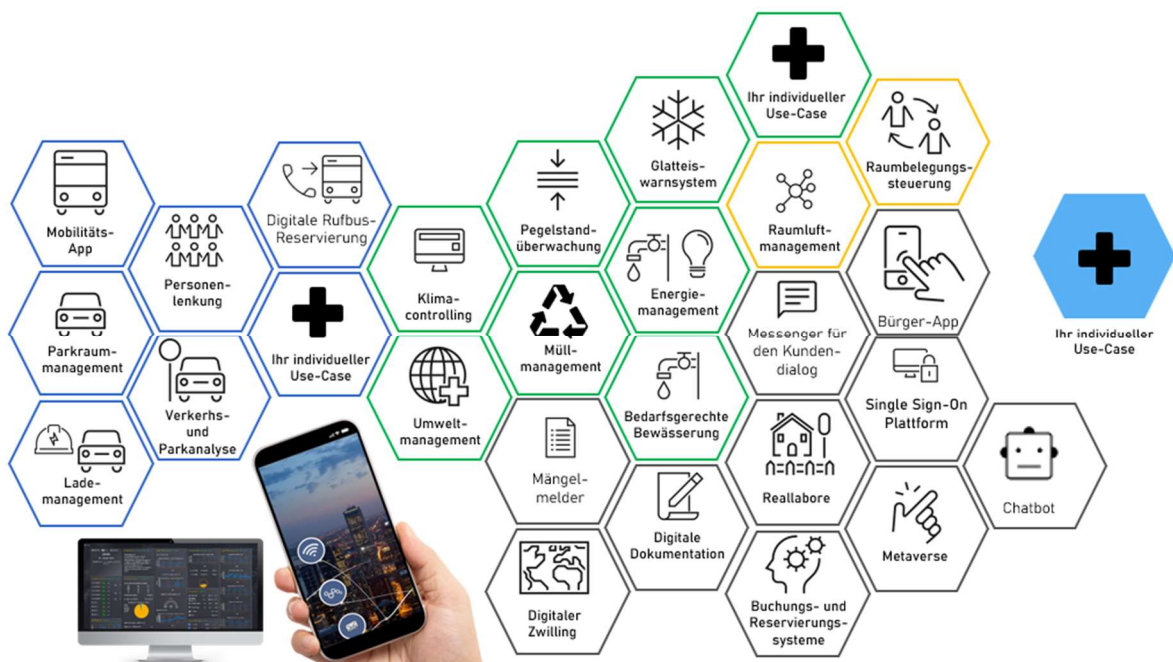 Ihr individueller
Use-Case
Glatteis-
warnsystem
Raumbelegungs-
steuerung
Mobilitäts-
App
Digitale Rufbus-
Reservierung
Pegelstand-
überwachung
Raumluft-
management
Personen-
lenkung
Klima-
controlling
Energie-
management
Bürger-App
Ihr individueller
Use-Case
Parkraum-
management
Ihr individueller
Use-Case
Müll-
management
Messenger für
den Kunden-
dialog
Verkerhs-
und
Parkanalyse
Umwelt-
management
Bedarfsgerechte
Bewässerung
Single Sign-On
Plattform
Lade-
management
Mängel-
melder
Reallabore
Chatbot
Digitale
Dokumentation
Metaverse
Digitaler
Zwilling
Buchungs- und
Reservierungs-
systeme